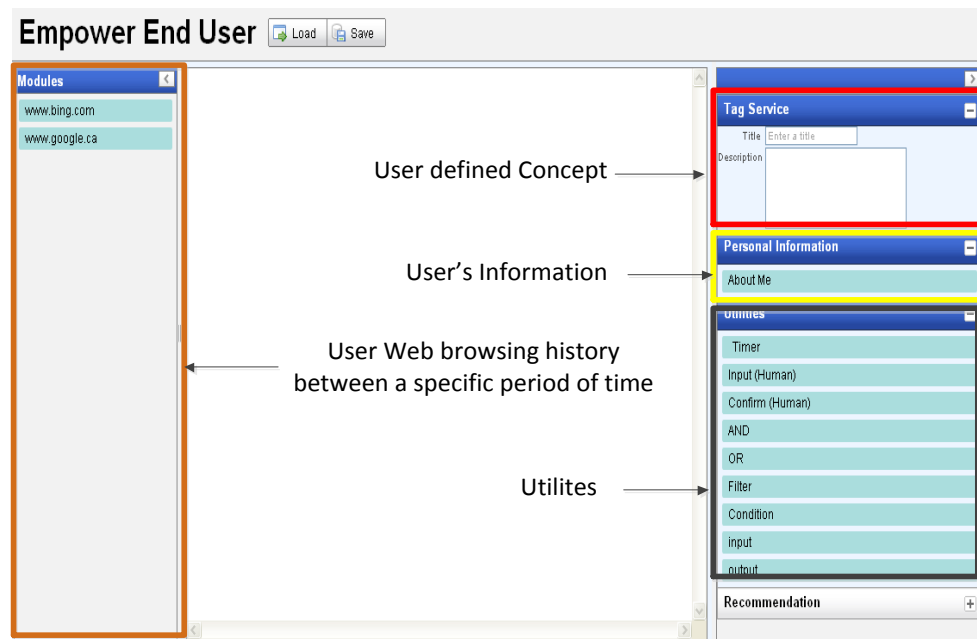 Empower End User
Load
Save
Modules
www.bing.com
www.google.ca
User defined Concept
User's Information
User Web browsing history
between a specific period of time
Utilites
Tag Service
Title
Enter a title
Description
Personal Information
About Me
Utilities
Timer
Input (Human)
Confirm (Human)
AND
OR
Filter
Condition
input
output
Recommendation